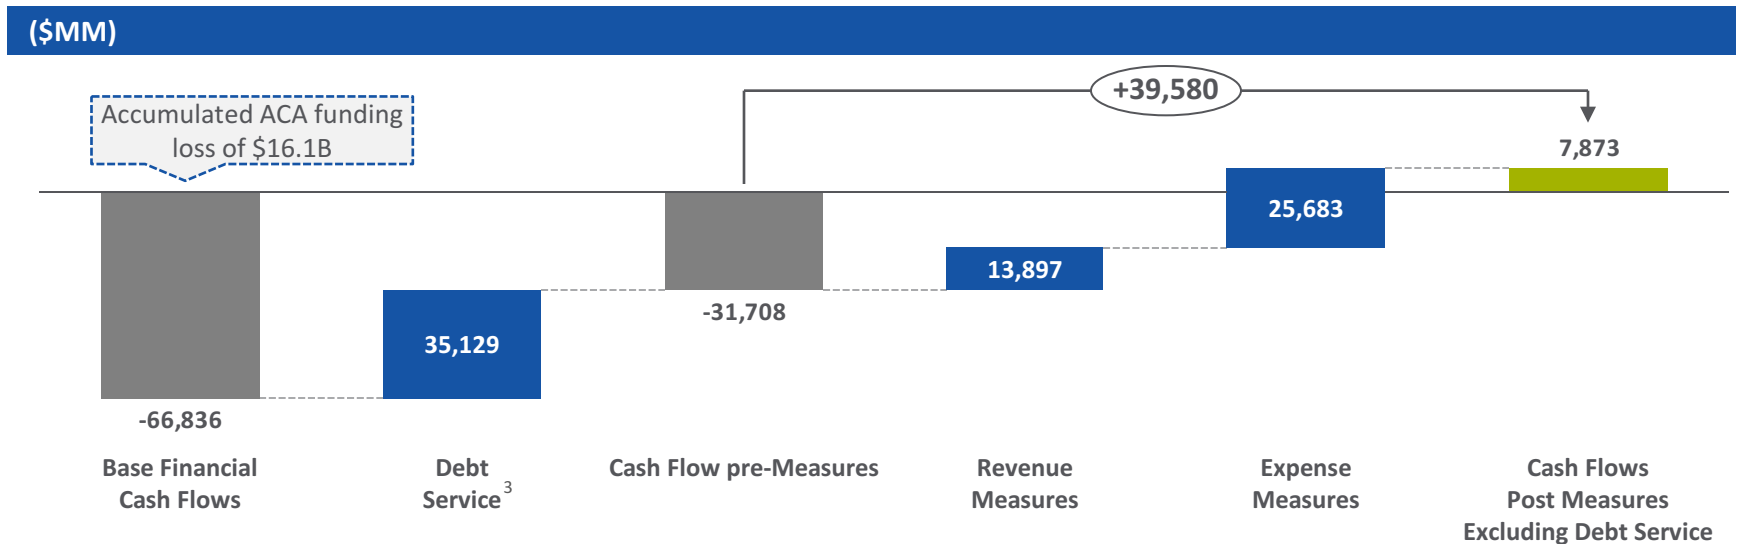 ($MM)
+39,580
Accumulated ACA funding
loss of $16.1B
7,873
25,683
13,897
-31,708
35,129
-66,836
Base Financial
Cash Flows
Debt
Service³
Cash Flow pre-Measures
Revenue
Measures
Expense
Measures
Cash Flows
Post Measures
Excluding Debt Service